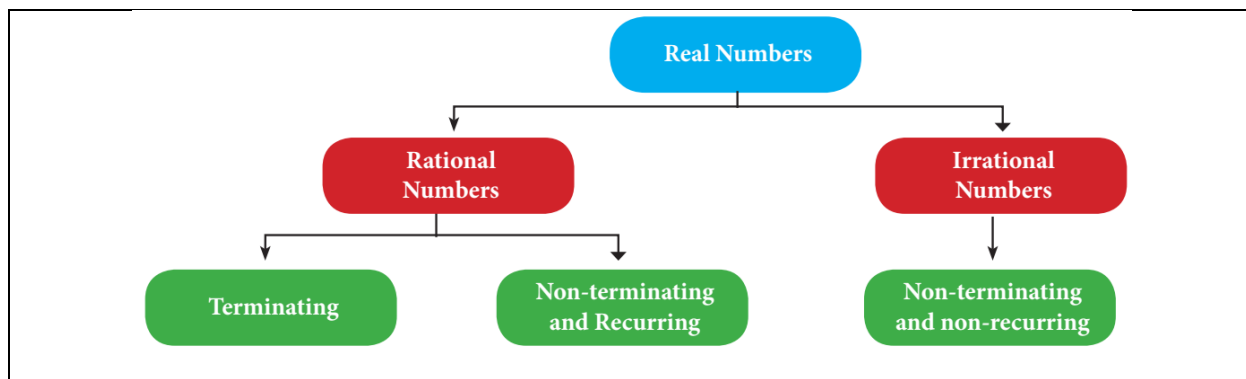 Real Numbers
Rational
Numbers
Irrational
Numbers
Terminating
Non-terminating
and Recurring
Non-terminating
and non-recurring